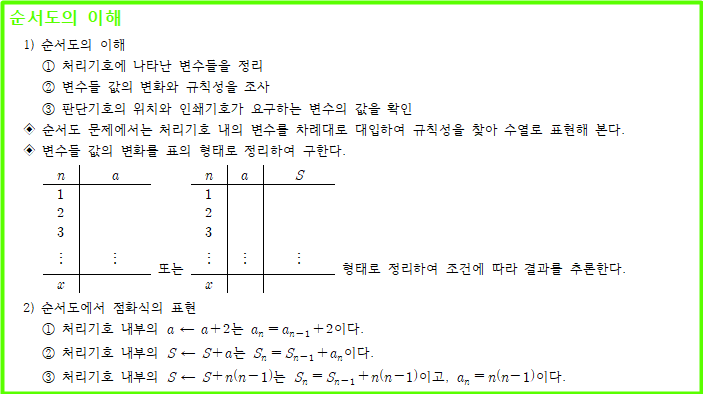 순서도의 이해
1) 순서도의 이해
① 처리기호에 나타난 변수들을 정리
② 변수들 값의 변화와 규칙성을 조사
③ 판단기호의 위치와 인쇄기호가 요구하는 변수의 값을 확인
◈ 순서도 문제에서는 처리기호 내의 변수를 차례대로 대입하여 규칙성을 찾아 수열로 표현해 본다.
◈ 변수들 값의 변화를 표의 형태로 정리하여 구한다.
n a n a S
1 1
2 2
3 3
⋮ ⋮ 또는 ⋮ ⋮ ⋮ 형태로 정리하여 조건에 따라 결과를 추론한다.
x x
2) 순서도에서 점화식의 표현
① 처리기호 내부의 a ← a+2는 aₙ=aₙ₋₁+2이다.
② 처리기호 내부의 S ← S+a는 Sₙ=Sₙ₋₁+aₙ이다.
③ 처리기호 내부의 S ← S+n(n-1)는 Sₙ=Sₙ₋₁+n(n-1)이고, aₙ=n(n-1)이다.